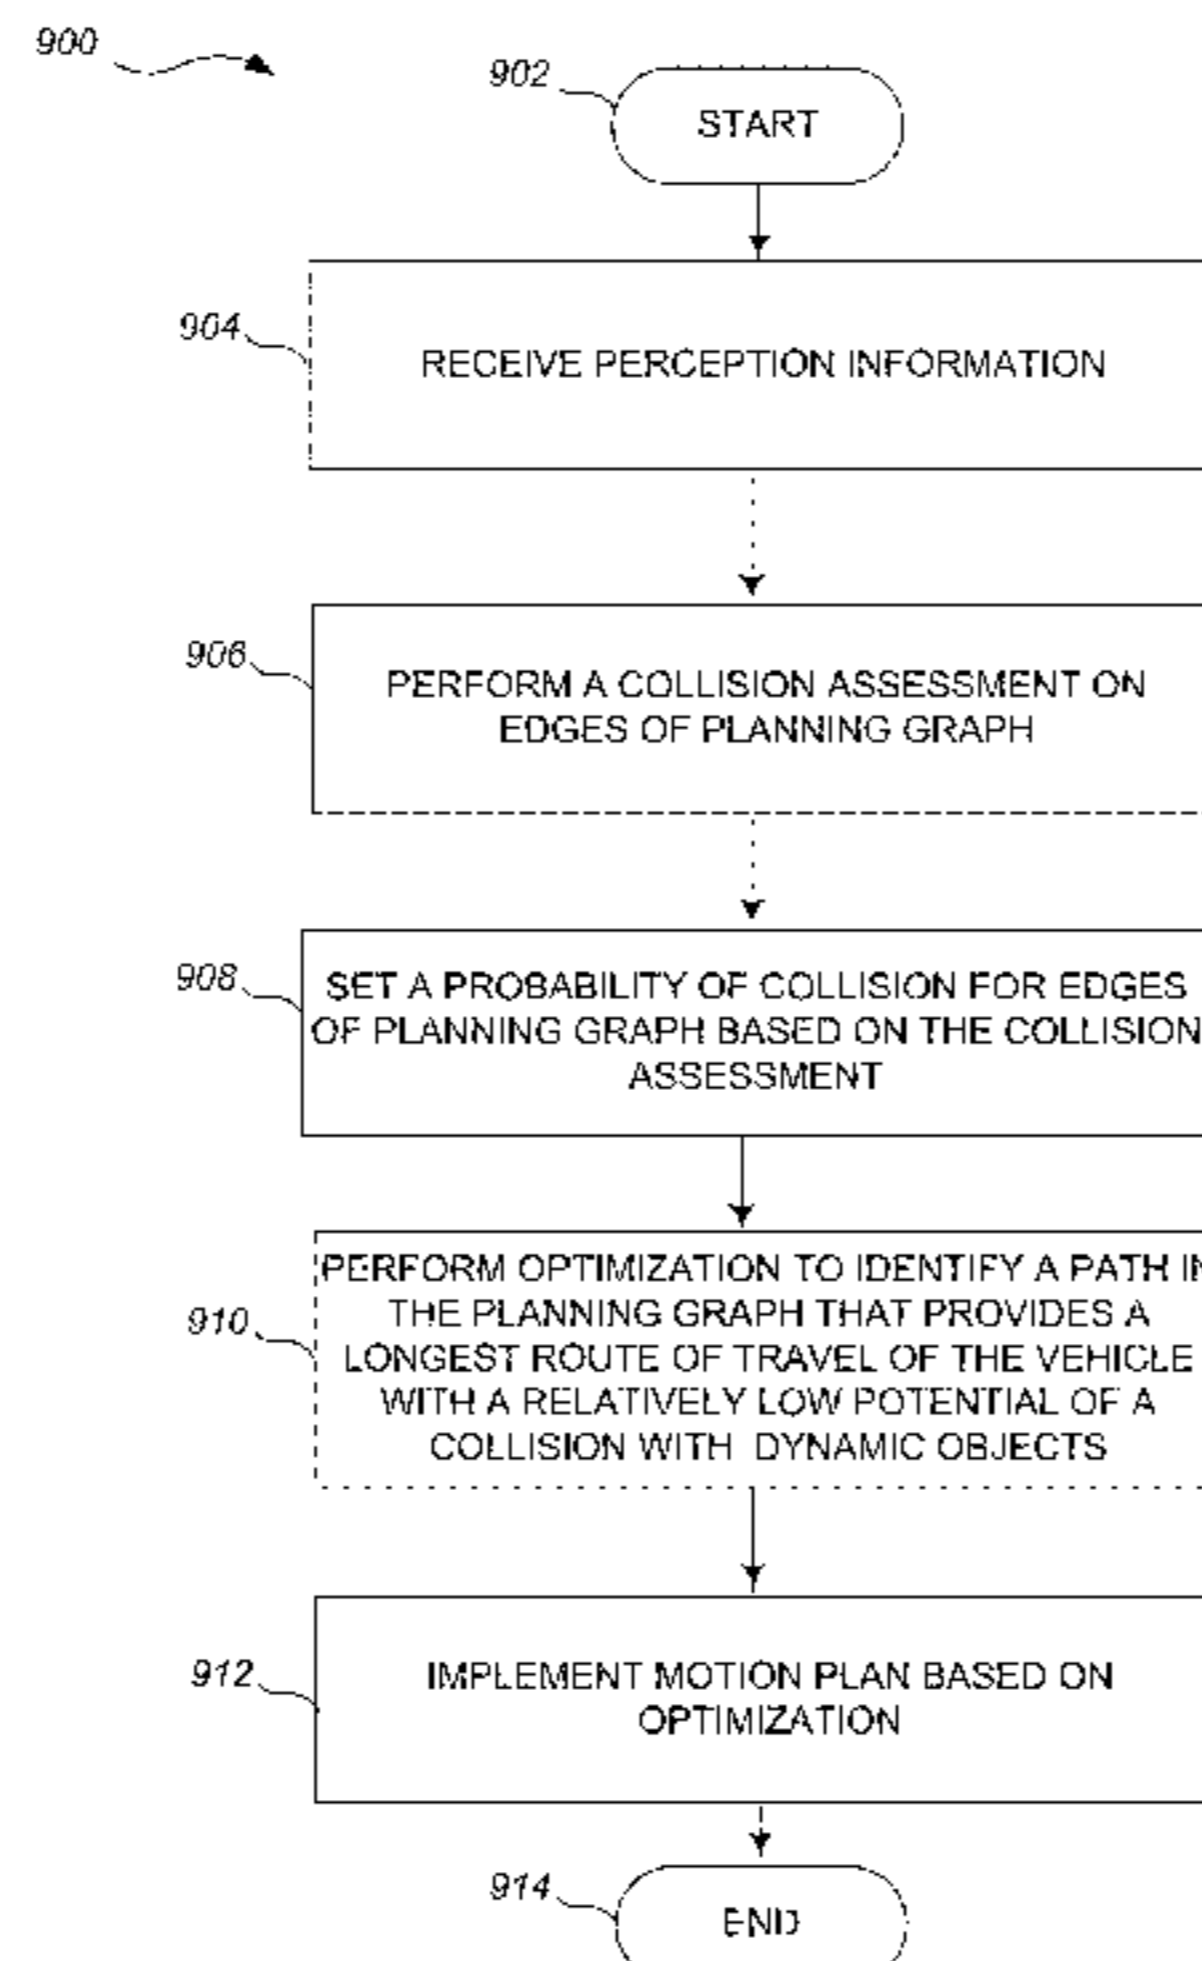 900
902
START
904
RECEIVE PERCEPTION INFORMATION
906
PERFORM A COLLISION ASSESSMENT ON
EDGES OF PLANNING GRAPH
908
SET A PROBABILITY OF COLLISION FOR EDGES
OF PLANNING GRAPH BASED ON THE COLLISION
ASSESSMENT
910
PERFORM OPTIMIZATION TO IDENTIFY A PATH IN
THE PLANNING GRAPH THAT PROVIDES A
LONGEST ROUTE OF TRAVEL OF THE VEHICLE
WITH A RELATIVELY LOW POTENTIAL OF A
COLLISION WITH DYNAMIC OBJECTS
912
IMPLEMENT MOTION PLAN BASED ON
OPTIMIZATION
914
END